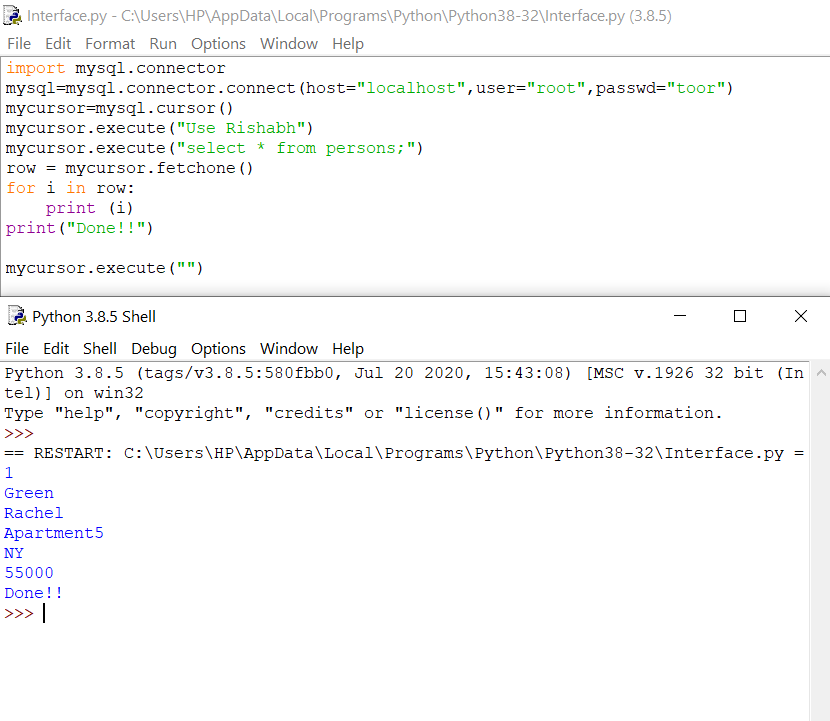 Interface.py - C:\Users\HP\AppData\Local\Programs\Python\Python38-32\Interface.py (3.8.5)
File Edit Format Run Options Window Help
import mysql.connector
mysql=mysql.connector.connect(host="localhost",user="root",passwd="toor")
mycursor=mysql.cursor()
mycursor.execute("Use Rishabh")
mycursor.execute("select * from persons;")
row = mycursor.fetchone()
for i in row:
    print (i)
print("Done!!")
mycursor.execute("")
Python 3.8.5 Shell
File Edit Shell Debug Options Window Help
Python 3.8.5 (tags/v3.8.5:580fbb0, Jul 20 2020, 15:43:08) [MSC v.1926 32 bit (In
tel)] on win32
Type "help", "copyright", "credits" or "license()" for more information.
>>>
== RESTART: C:\Users\HP\AppData\Local\Programs\Python\Python38-32\Interface.py =
1
Green
Rachel
Apartment5
NY
55000
Done!!
>>>